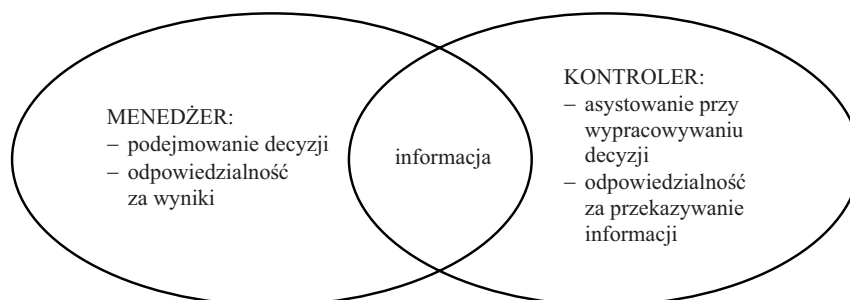 MENEDŻER:
– podejmowanie decyzji
– odpowiedzialność
za wyniki
informacja
KONTROLER:
– asystowanie przy
wypracowywaniu
decyzji
– odpowiedzialność
za przekazywanie
informacji